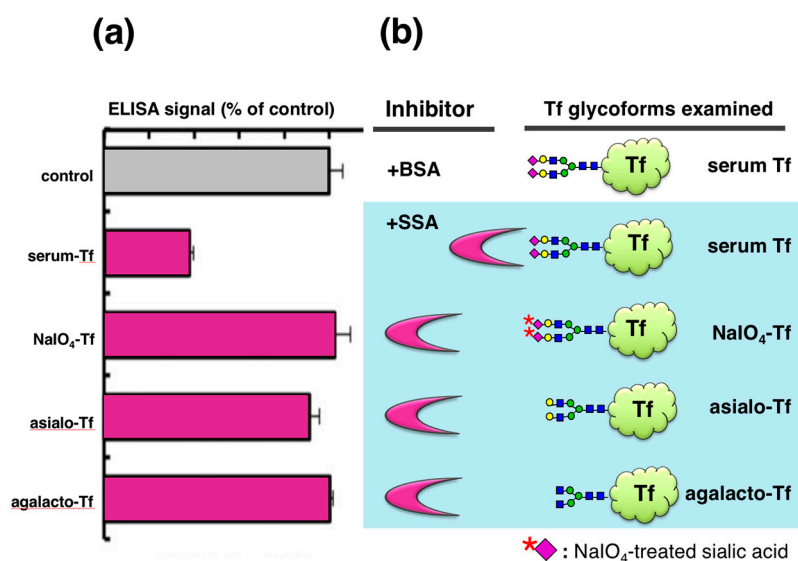 (a)
(b)
ELISA signal (% of control)
Inhibitor
Tf glycoforms examined
control
+BSA
Tf
serum Tf
+SSA
serum-Tf
Tf
serum Tf
NaIO4-Tf
**
Tf
NaIO4-Tf
asialo-Tf
Tf
asialo-Tf
agalacto-Tf
Tf
agalacto-Tf
* : NaIO4-treated sialic acid